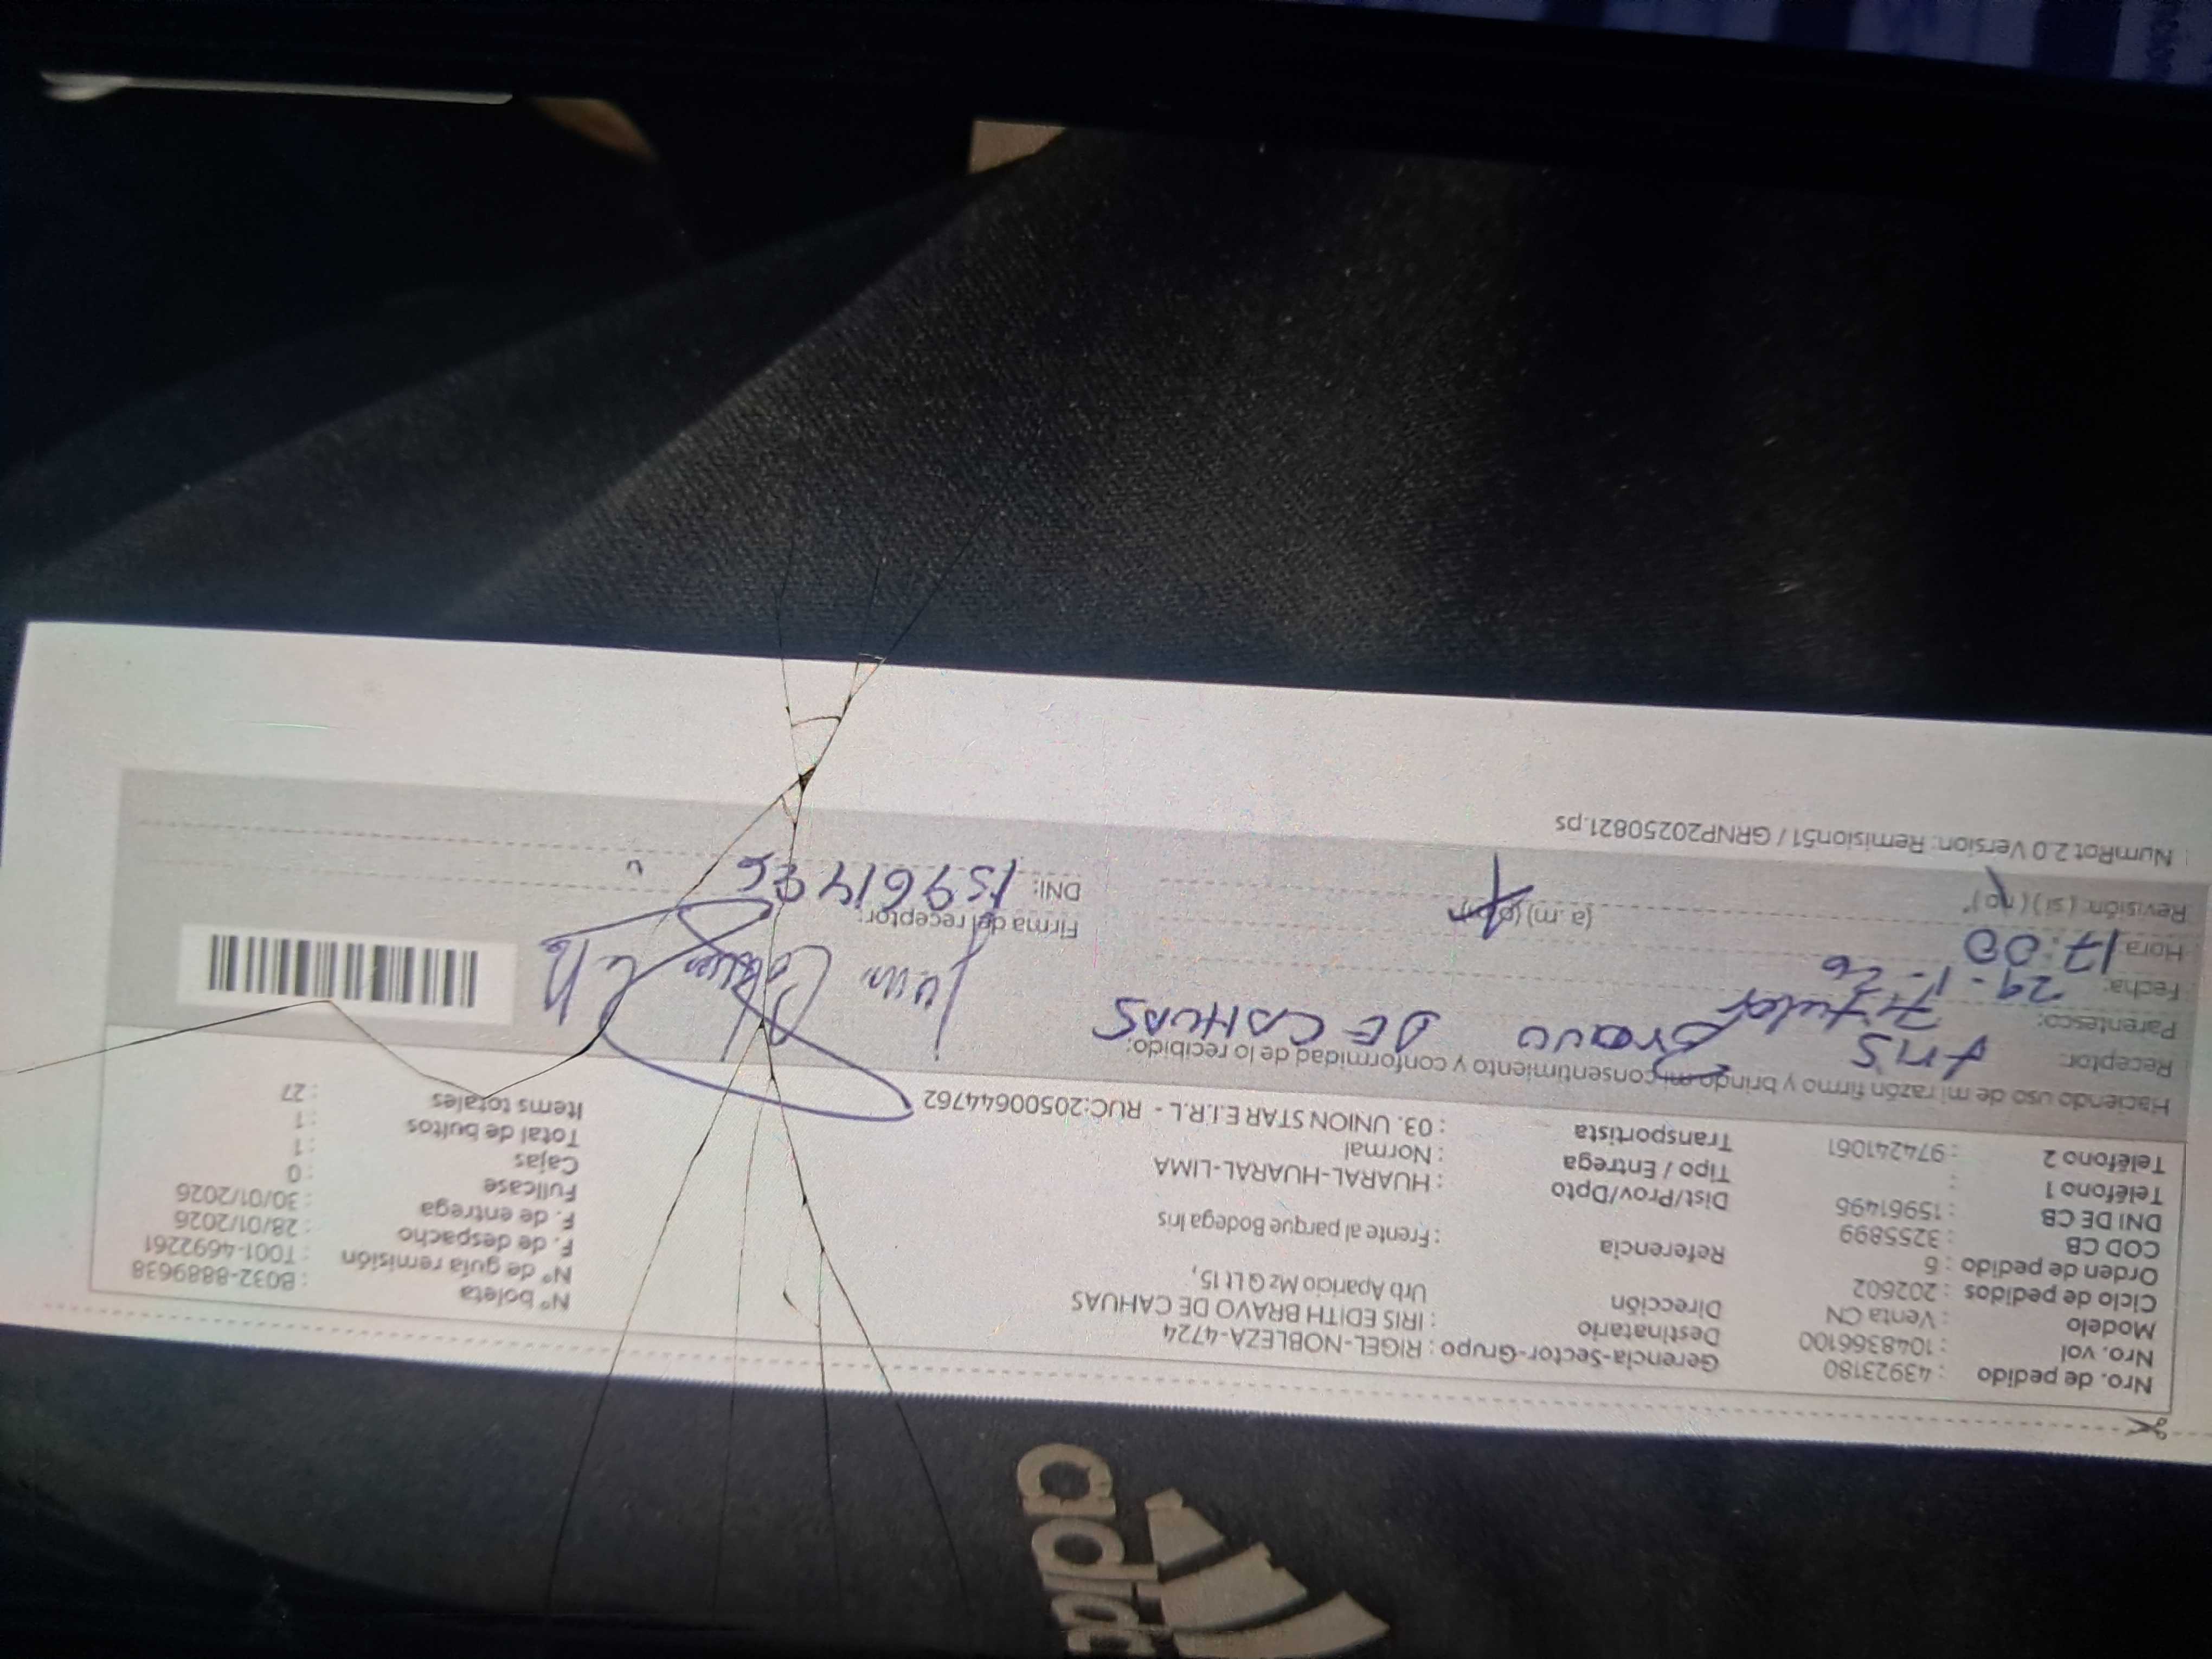 adidas
Nro. de pedido : 43923180
Nro. vol : 1048366100
Modelo : Venta CN
Ciclo de pedidos : 202602
Orden de pedido : 6
COD CB : 3255899
DNI DE CB : 15961496
Teléfono 1 :
Teléfono 2 : 974241061
Gerencia-Sector-Grupo : RIGEL-NOBLEZA-4724
Destinatario : IRIS EDITH BRAVO DE CAHUAS
Dirección Urb Aparicio Mz Q Lt 15,
Referencia : Frente al parque Bodega Iris
Dist/Prov/Dpto : HUARAL-HUARAL-LIMA
Tipo / Entrega : Normal
Transportista : 03. UNION STAR E.I.R.L - RUC:20500644762
Nº boleta : B032-8889638
Nº de guía remisión : T001-4692261
F. de despacho : 28/01/2026
F. de entrega : 30/01/2026
Fullcase : 0
Cajas : 1
Total de bultos : 1
Items totales : 27
Haciendo uso de mi razón firmo y brindo mi consentimiento y conformidad de lo recibido:
Receptor: Bravo DE CAHUAS
Parentesco: Titular
Fecha: 29-1-26
Hora 17:00 (a.m) (p.m)
Revisión: (si) (no)
Firma del receptor:
DNI: 15961496
NumRot 2.0 Version: Remision51 / GRNP20250821.ps